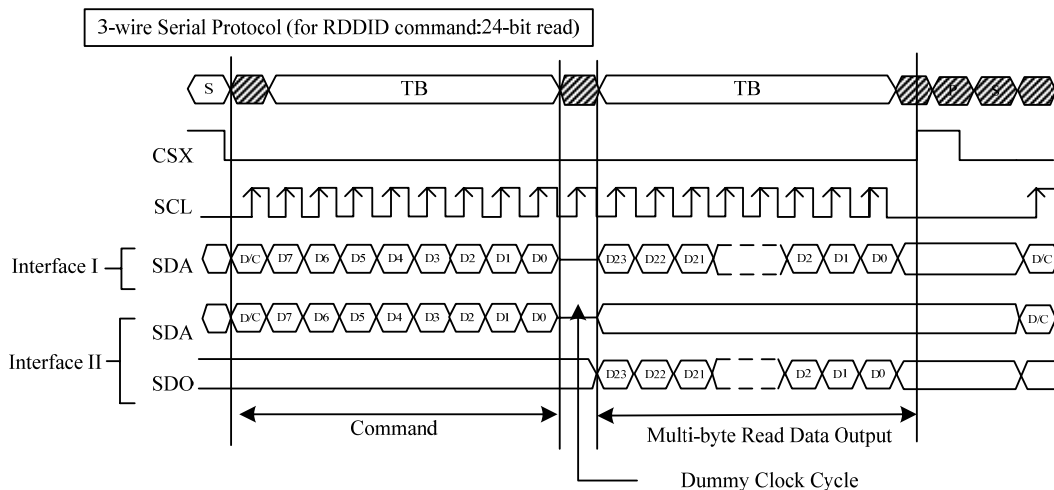 3-wire Serial Protocol (for RDDID command:24-bit read)
S TB TB P S
CSX
SCL
Interface I
SDA D/C D7 D6 D5 D4 D3 D2 D1 D0 D23 D22 D21 D2 D1 D0 D/C
Interface II
SDA D/C D7 D6 D5 D4 D3 D2 D1 D0 D/C
SDO D23 D22 D21 D2 D1 D0
Command
Multi-byte Read Data Output
Dummy Clock Cycle